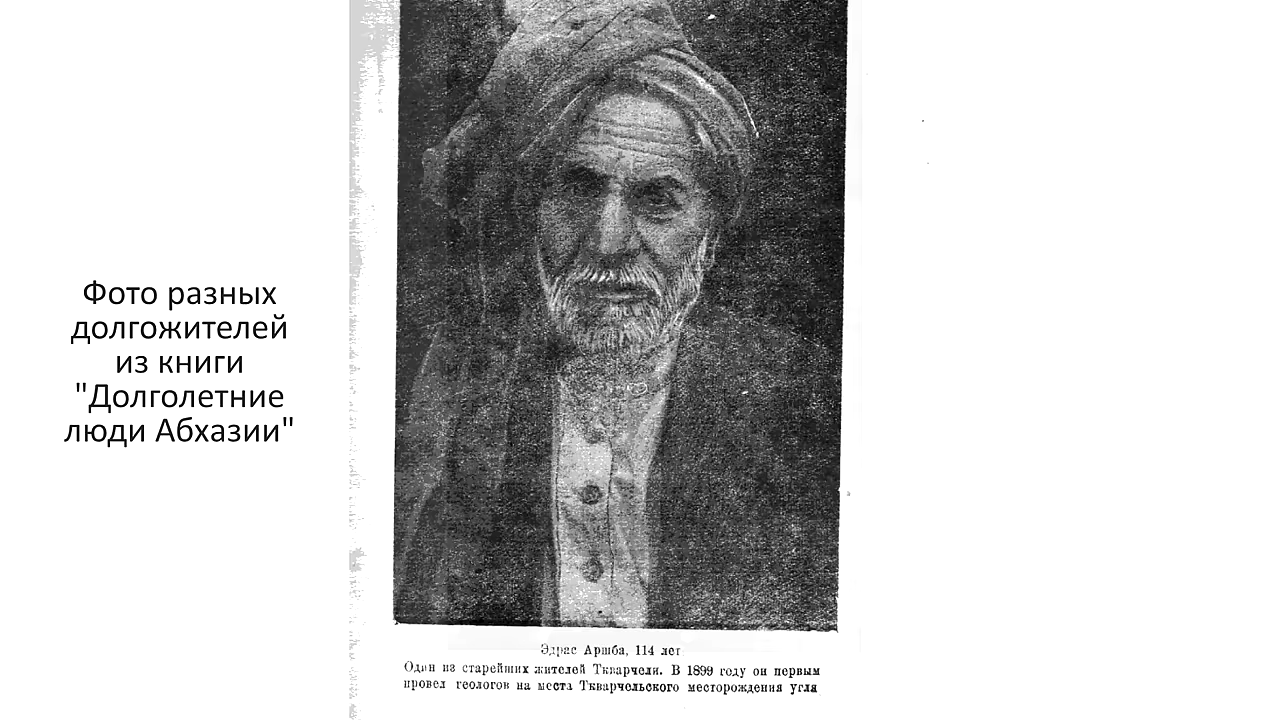 Фото разных
долгожителей
из книги
"Долголетние
люди Абхазии"
Эдрас Аршба, 114 лет
Один из старейших жителей Ткварчели. В 1899 году он первым
провел геологов на места Ткварчельского месторождения угля